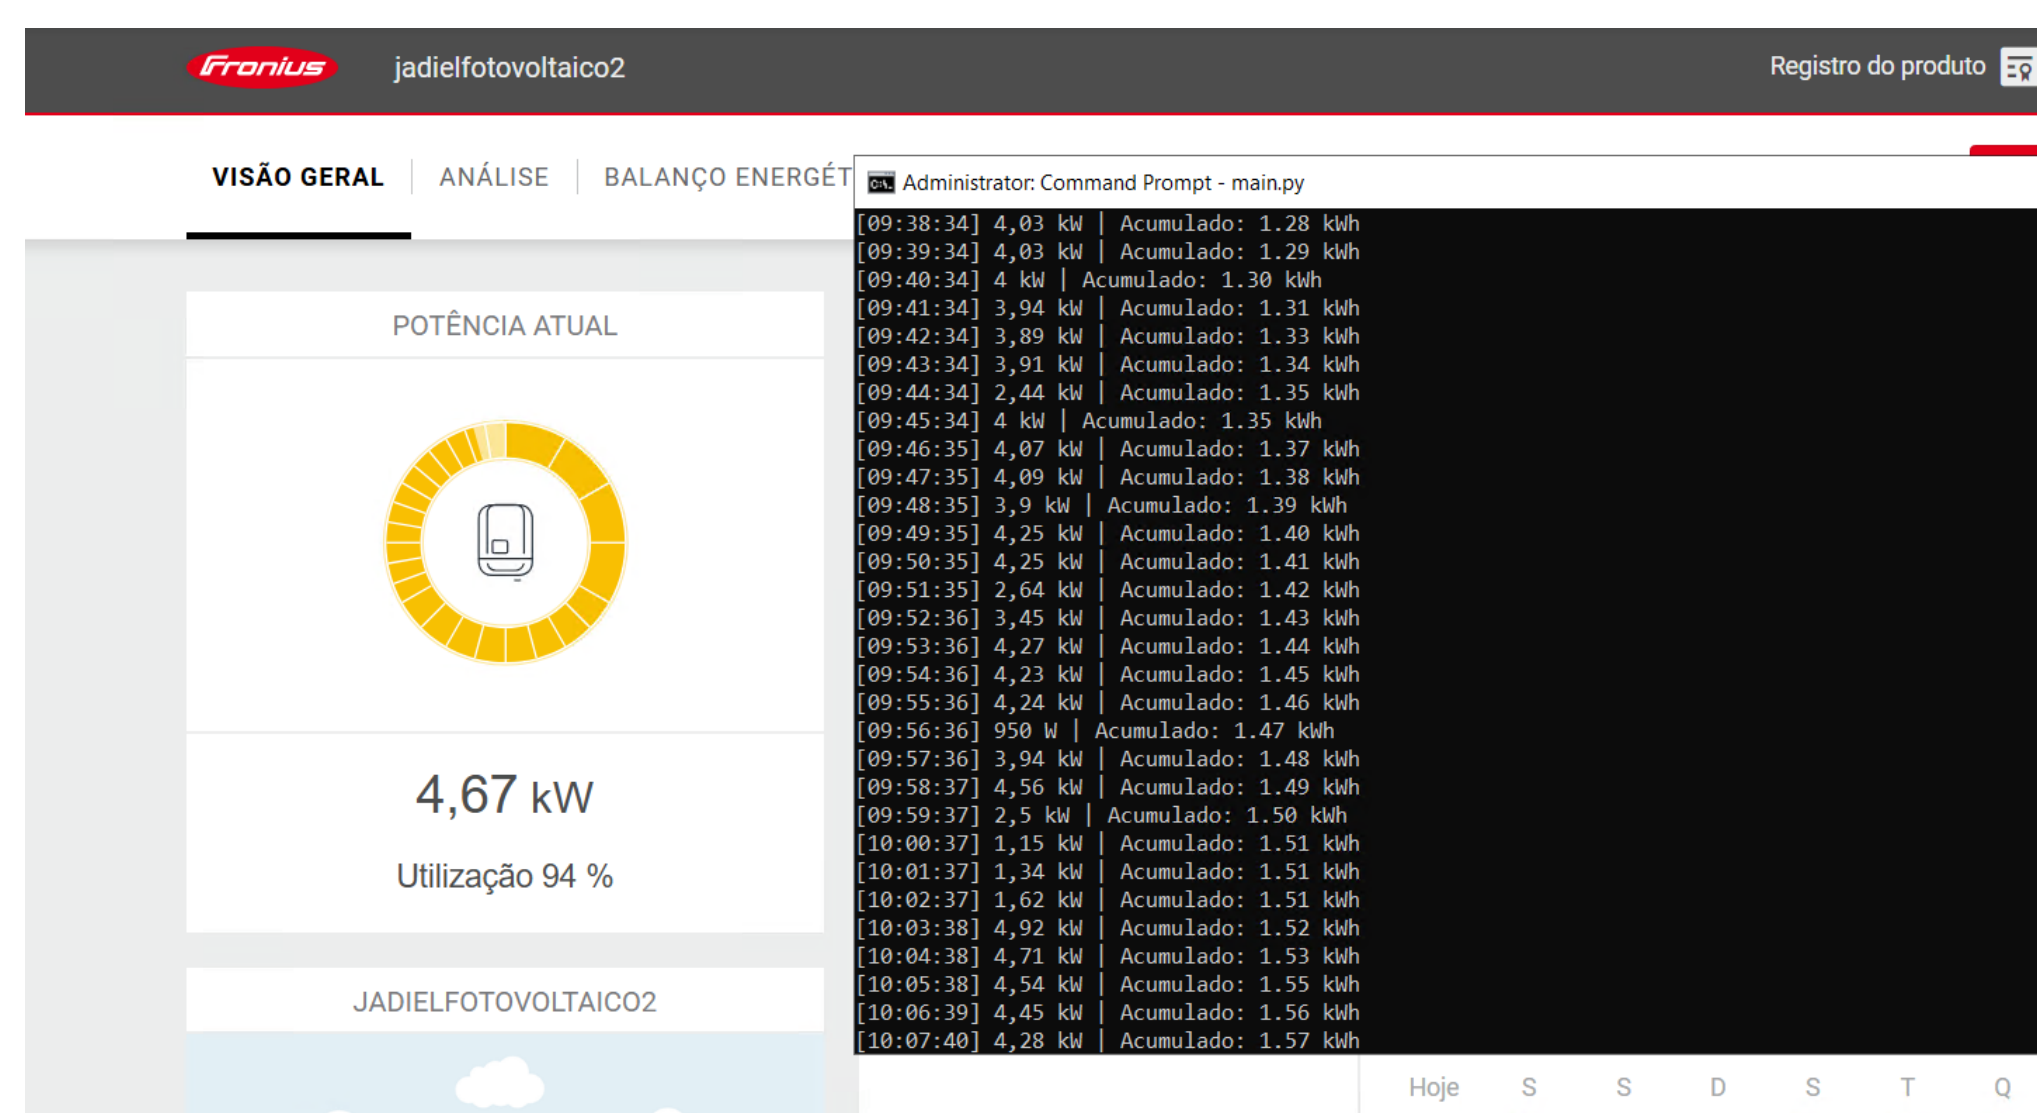 Fronius
jadielfotovoltaico2
Registro do produto
VISÃO GERAL
ANÁLISE
BALANÇO ENERGÉT
POTÊNCIA ATUAL
4,67 kW
Utilização 94 %
JADIELFOTOVOLTAICO2
Administrator: Command Prompt - main.py
[09:38:34] 4,03 kW | Acumulado: 1.28 kWh
[09:39:34] 4,03 kW | Acumulado: 1.29 kWh
[09:40:34] 4 kW | Acumulado: 1.30 kWh
[09:41:34] 3,94 kW | Acumulado: 1.31 kWh
[09:42:34] 3,89 kW | Acumulado: 1.33 kWh
[09:43:34] 3,91 kW | Acumulado: 1.34 kWh
[09:44:34] 2,44 kW | Acumulado: 1.35 kWh
[09:45:34] 4 kW | Acumulado: 1.35 kWh
[09:46:35] 4,07 kW | Acumulado: 1.37 kWh
[09:47:35] 4,09 kW | Acumulado: 1.38 kWh
[09:48:35] 3,9 kW | Acumulado: 1.39 kWh
[09:49:35] 4,25 kW | Acumulado: 1.40 kWh
[09:50:35] 4,25 kW | Acumulado: 1.41 kWh
[09:51:35] 2,64 kW | Acumulado: 1.42 kWh
[09:52:36] 3,45 kW | Acumulado: 1.43 kWh
[09:53:36] 4,27 kW | Acumulado: 1.44 kWh
[09:54:36] 4,23 kW | Acumulado: 1.45 kWh
[09:55:36] 4,24 kW | Acumulado: 1.46 kWh
[09:56:36] 950 W | Acumulado: 1.47 kWh
[09:57:36] 3,94 kW | Acumulado: 1.48 kWh
[09:58:37] 4,56 kW | Acumulado: 1.49 kWh
[09:59:37] 2,5 kW | Acumulado: 1.50 kWh
[10:00:37] 1,15 kW | Acumulado: 1.51 kWh
[10:01:37] 1,34 kW | Acumulado: 1.51 kWh
[10:02:37] 1,62 kW | Acumulado: 1.51 kWh
[10:03:38] 4,92 kW | Acumulado: 1.52 kWh
[10:04:38] 4,71 kW | Acumulado: 1.53 kWh
[10:05:38] 4,54 kW | Acumulado: 1.55 kWh
[10:06:39] 4,45 kW | Acumulado: 1.56 kWh
[10:07:40] 4,28 kW | Acumulado: 1.57 kWh
Hoje S S D S T Q